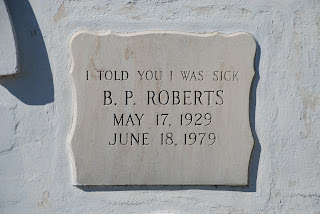 I TOLD YOU I WAS SICK
B. P. ROBERTS
MAY 17, 1929
JUNE 18, 1979